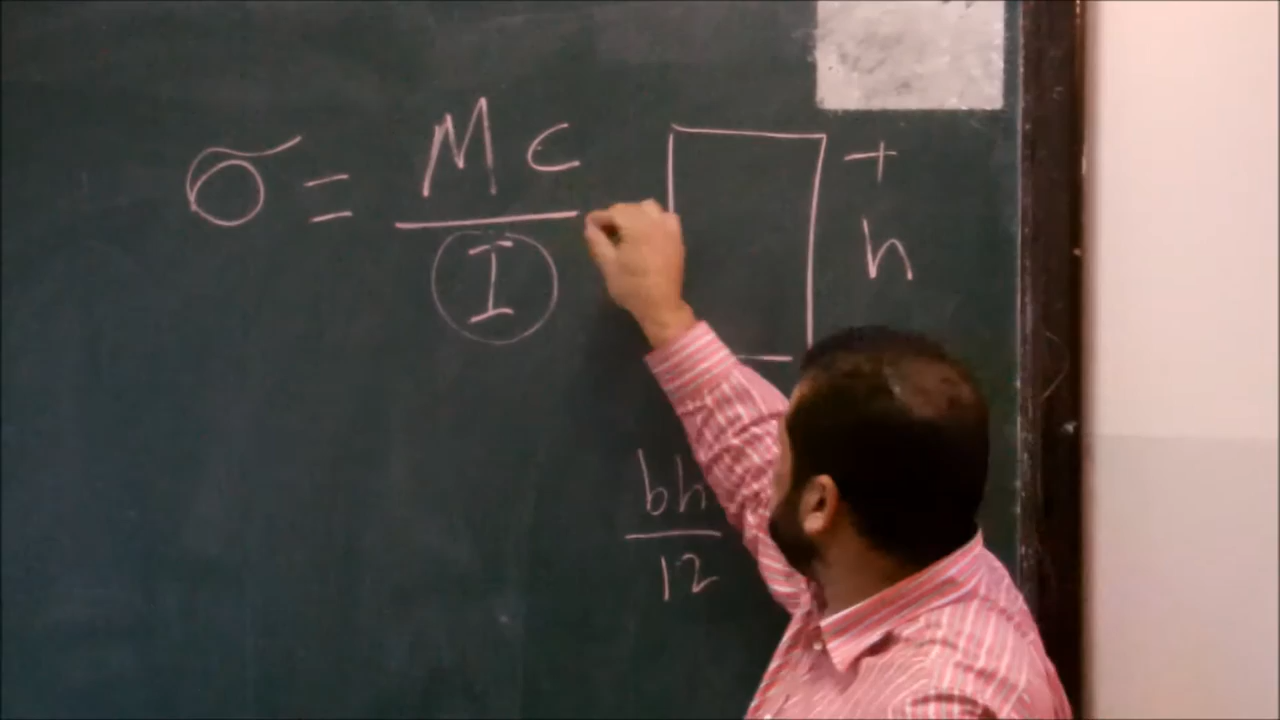 σ = Mc / I
+
h
bh / 12